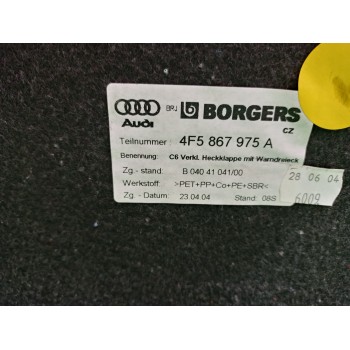 BRJ BORGERS
Audi
CZ
Teilnummer: 4F5 867 975 A
Benennung: C6 Verkl. Heckklappe mit Warndreieck
Zg.-stand: B 040 41 041/00
Werkstoff: >PET+PP+Co+PE+SBR<
Zg. - Datum: 23.04.04 Stand: 08S
28 06 04
6009